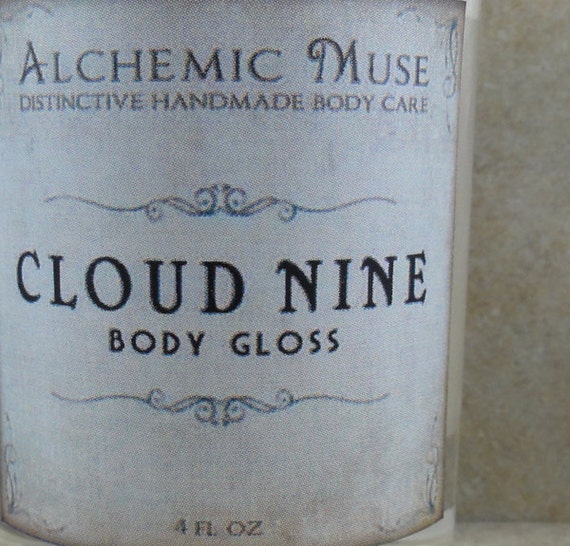 ALCHEMIC MUSE
DISTINCTIVE HANDMADE BODY CARE
CLOUD NINE
BODY GLOSS
4 FL OZ